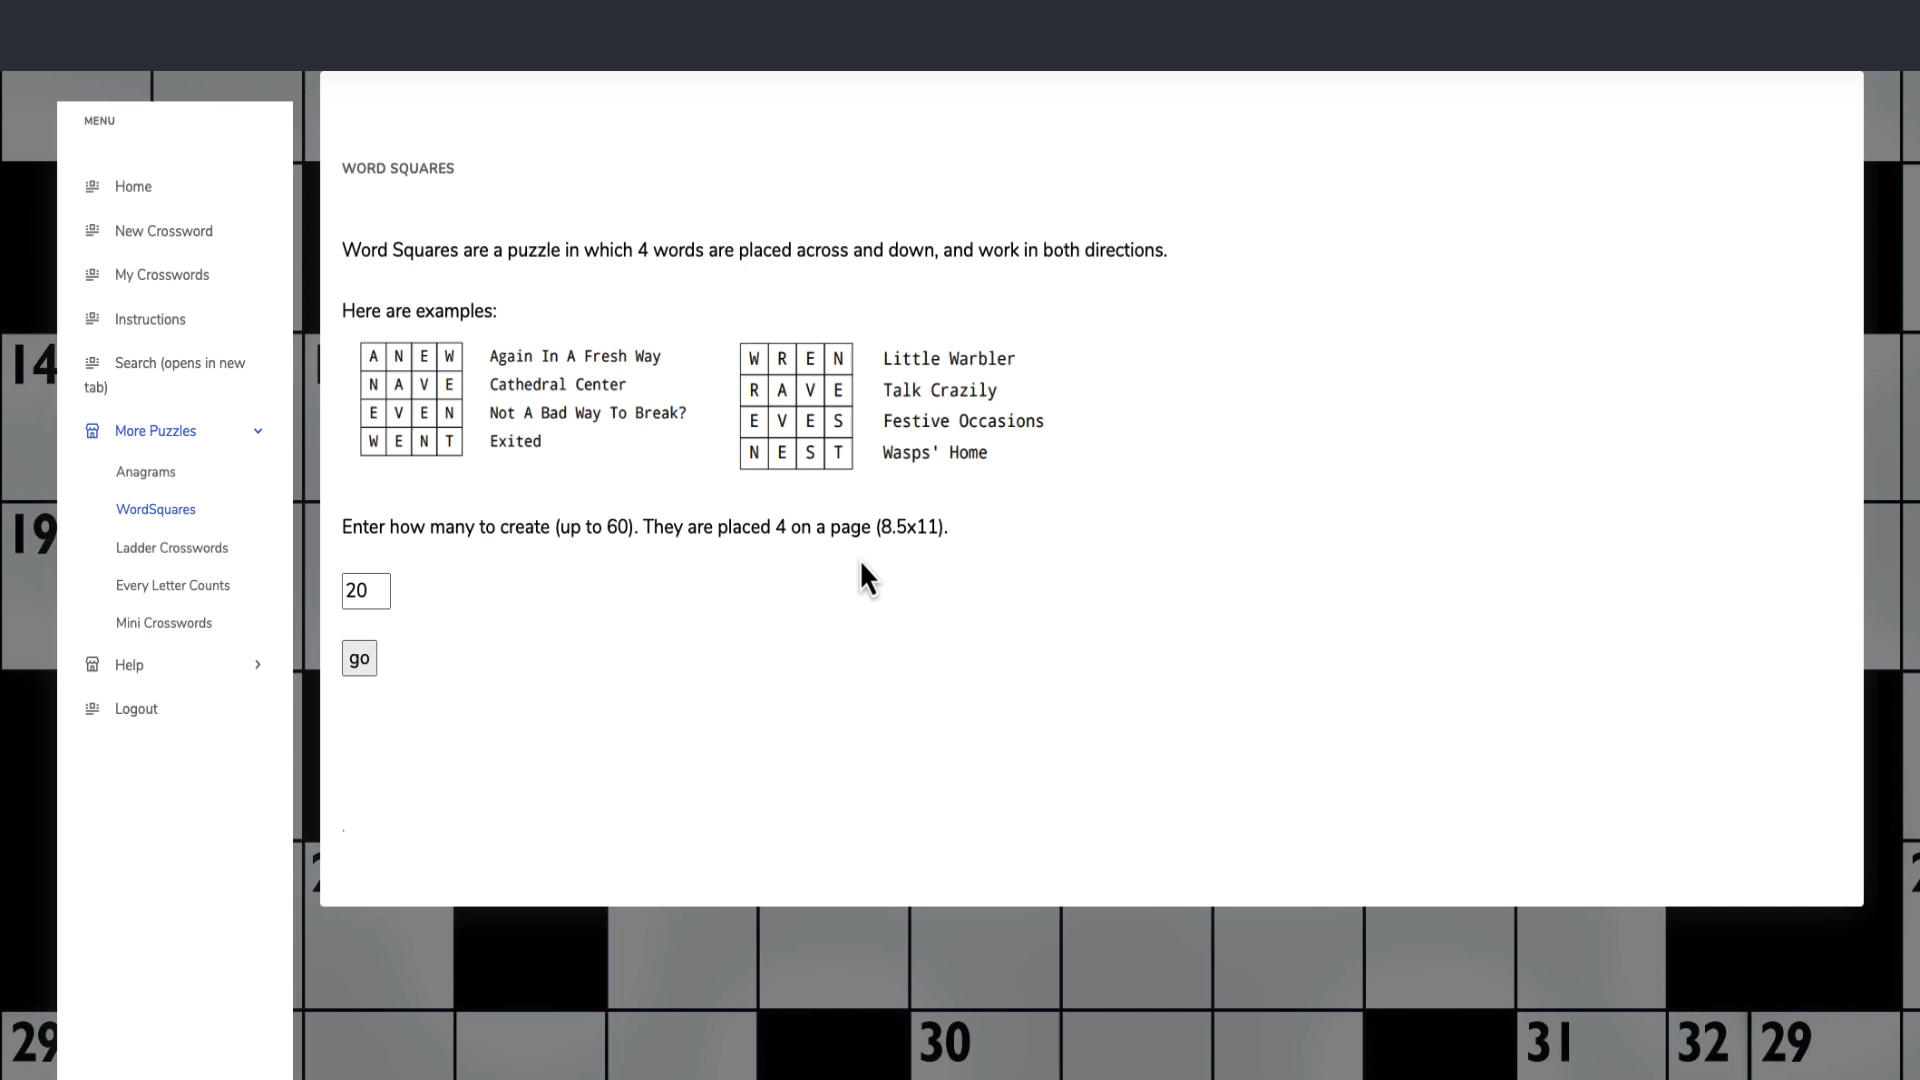 MENU
Home
New Crossword
My Crosswords
Instructions
Search (opens in new
tab)
More Puzzles
Anagrams
WordSquares
Ladder Crosswords
Every Letter Counts
Mini Crosswords
Help
Logout
WORD SQUARES
Word Squares are a puzzle in which 4 words are placed across and down, and work in both directions.
Here are examples:
A N E W Again In A Fresh Way
N A V E Cathedral Center
E V E N Not A Bad Way To Break?
W E N T Exited
W R E N Little Warbler
R A V E Talk Crazily
E V E S Festive Occasions
N E S T Wasps' Home
Enter how many to create (up to 60). They are placed 4 on a page (8.5x11).
20
go
.
14
19
29
30
31
32
29